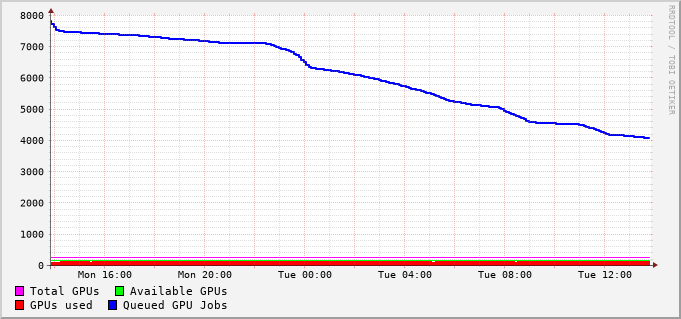 8000
7000
6000
5000
4000
3000
2000
1000
0
Mon 16:00 Mon 20:00 Tue 00:00 Tue 04:00 Tue 08:00 Tue 12:00
Total GPUs Available GPUs
GPUs used Queued GPU Jobs
RRDTOOL / TOBI OETIKER